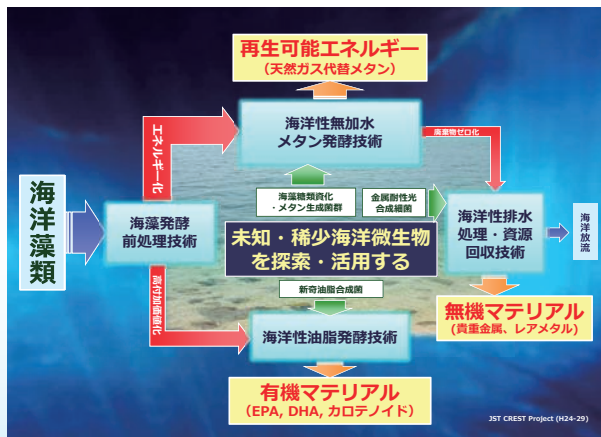 再生可能エネルギー
（天然ガス代替メタン）
エネルギー化
海洋性無加水
メタン発酵技術
廃棄物ゼロ化
海洋藻類
海藻発酵
前処理技術
海藻糖類資化
・メタン生成菌群
金属耐性光
合成細菌
未知・稀少海洋微生物
を探索・活用する
海洋性排水
処理・資源
回収技術
海洋放流
新奇油脂合成菌
高付加価値化
海洋性油脂発酵技術
無機マテリアル
(貴重金属、レアメタル)
有機マテリアル
（EPA, DHA, カロテノイド）
JST CREST Project (H24-29)